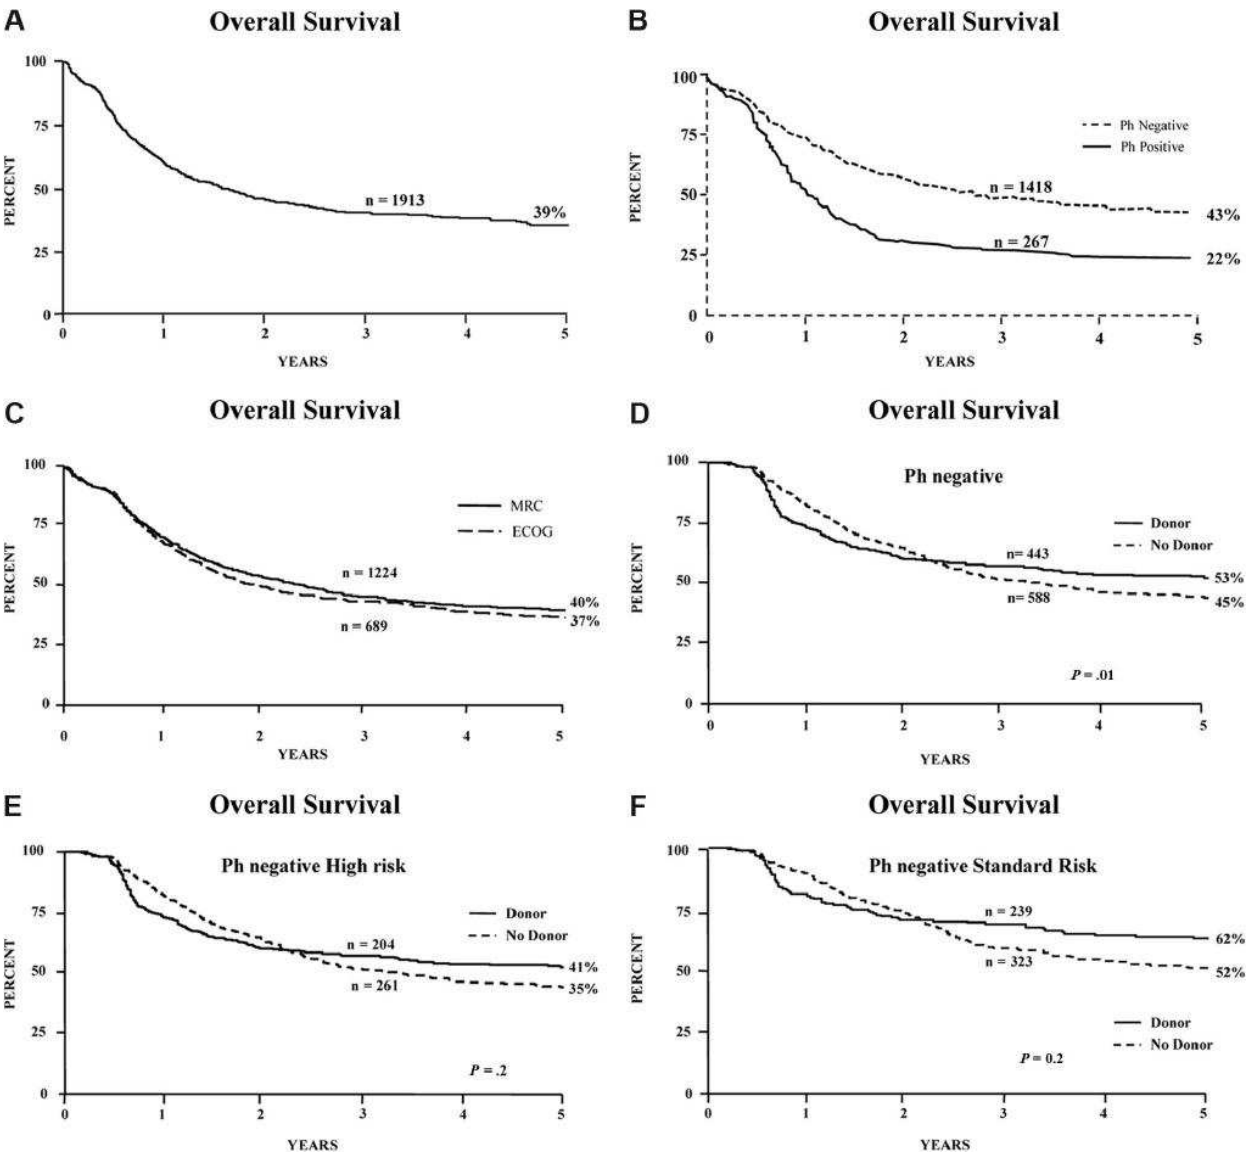 A
Overall Survival
PERCENT
100
75
50
25
0
n = 1913
39%
0 1 2 3 4 5
YEARS
B
Overall Survival
PERCENT
100
75
50
25
0
Ph Negative
Ph Positive
n = 1418
43%
n = 267
22%
0 1 2 3 4 5
YEARS
C
Overall Survival
PERCENT
100
75
50
25
0
MRC
ECOG
n = 1224
40%
37%
n = 689
0 1 2 3 4 5
YEARS
D
Overall Survival
Ph negative
PERCENT
100
75
50
25
0
Donor
No Donor
n= 443
53%
n= 588
45%
P = .01
0 1 2 3 4 5
YEARS
E
Overall Survival
Ph negative High risk
PERCENT
100
75
50
25
0
Donor
No Donor
n = 204
41%
n = 261
35%
P = .2
0 1 2 3 4 5
YEARS
F
Overall Survival
Ph negative Standard Risk
PERCENT
100
75
50
25
0
n = 239
62%
n = 323
52%
Donor
No Donor
P = 0.2
0 1 2 3 4 5
YEARS